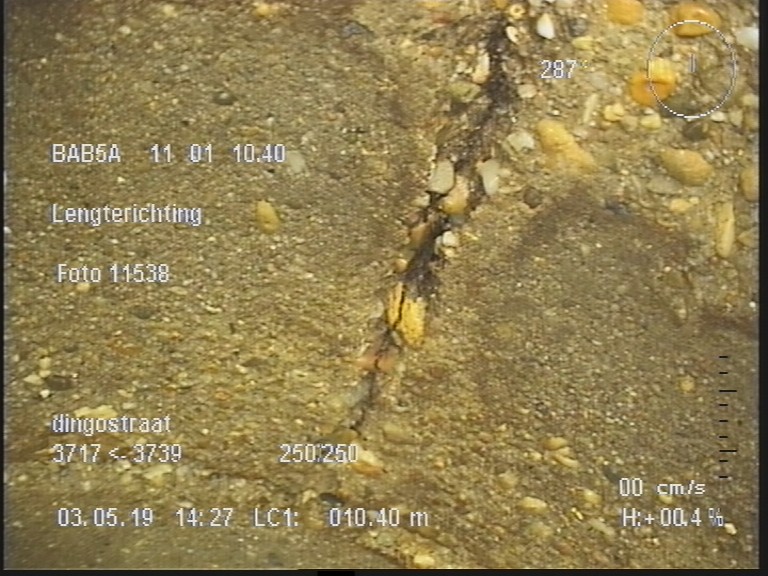 287°
BAB5A 11 01 10.40
Lengterichting
Foto 11538
dingostraat
3717 <- 3739 250/250
00 cm/s
03.05.19 14:27 LC1: 010.40 m H:+00.4 %